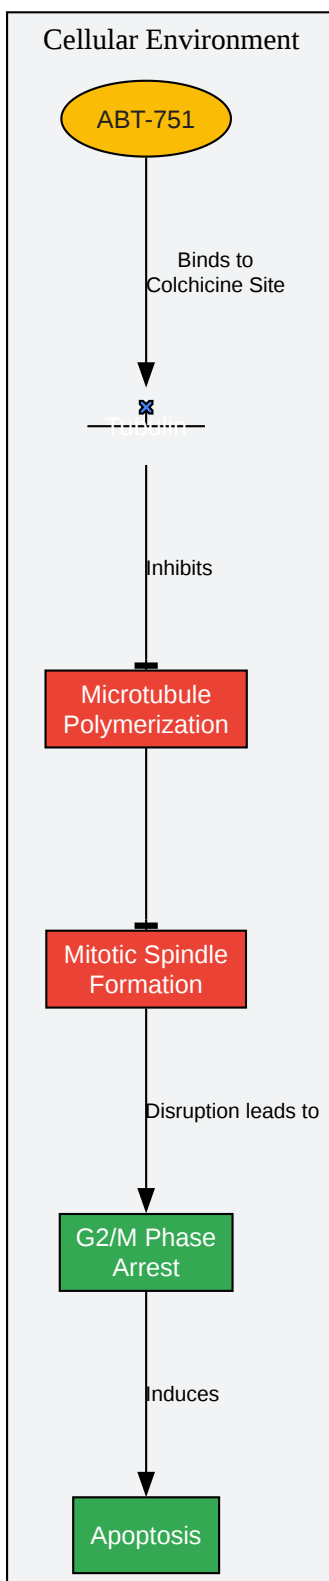 Cellular Environment
ABT-751
Binds to
Colchicine Site
Tubulin
Inhibits
Microtubule
Polymerization
Mitotic Spindle
Formation
Disruption leads to
G2/M Phase
Arrest
Induces
Apoptosis